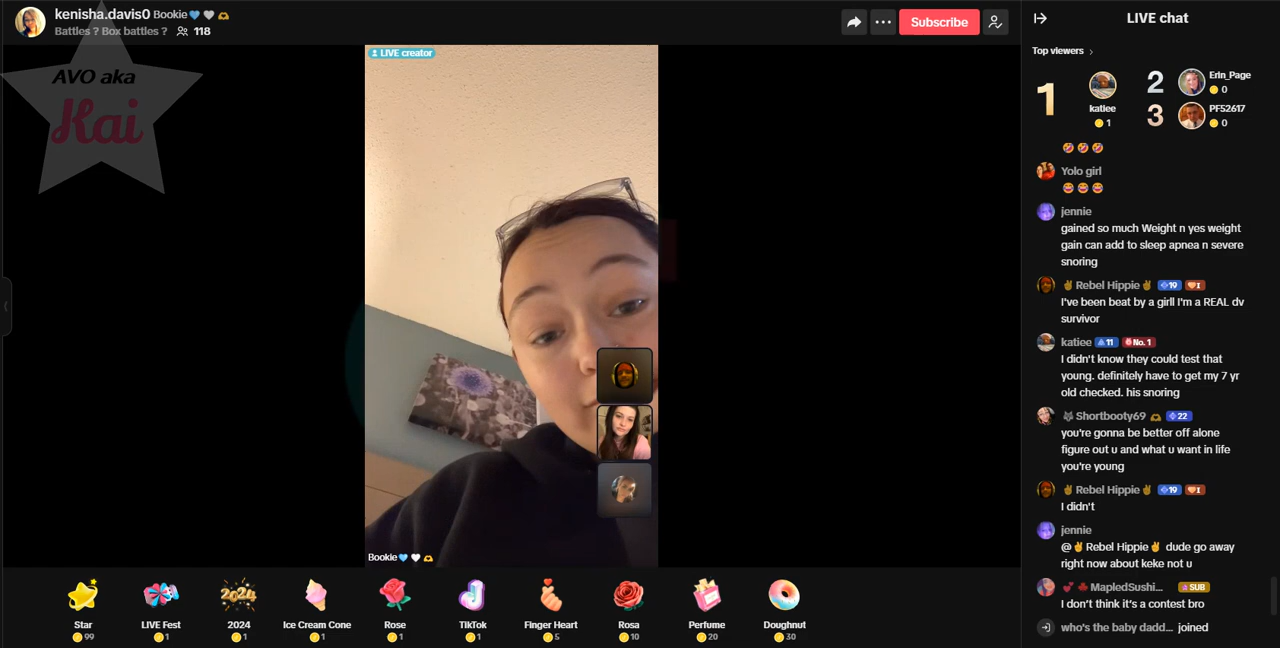 kenisha.davis0 Bookie💙🤍🫶
Battles ? Box battles ? 118
Subscribe
LIVE chat
AVO aka
Kai
LIVE creator
Top viewers
1
katiee
1
2
Erin_Page
0
3
PF52617
0
🤣🤣🤣
Yolo girl
😂😂😂
jennie
gained so much Weight n yes weight
gain can add to sleep apnea n severe
snoring
✌Rebel Hippie✌ 19 I
I've been beat by a girl I'm a REAL dv
survivor
katiee 11 No. 1
I didn't know they could test that
young. definitely have to get my 7 yr
old checked. his snoring
Shortbooty69 22
you're gonna be better off alone
figure out u and what u want in life
you're young
✌Rebel Hippie✌ 19 I
I didn't
jennie
@✌Rebel Hippie✌ dude go away
right now about keke not u
MapledSushi... SUB
I don't think it's a contest bro
who's the baby dadd... joined
Bookie💙🤍🫶
Star
99
LIVE Fest
1
2024
2024
1
Ice Cream Cone
1
Rose
1
TikTok
1
Finger Heart
5
Rosa
10
Perfume
20
Doughnut
30